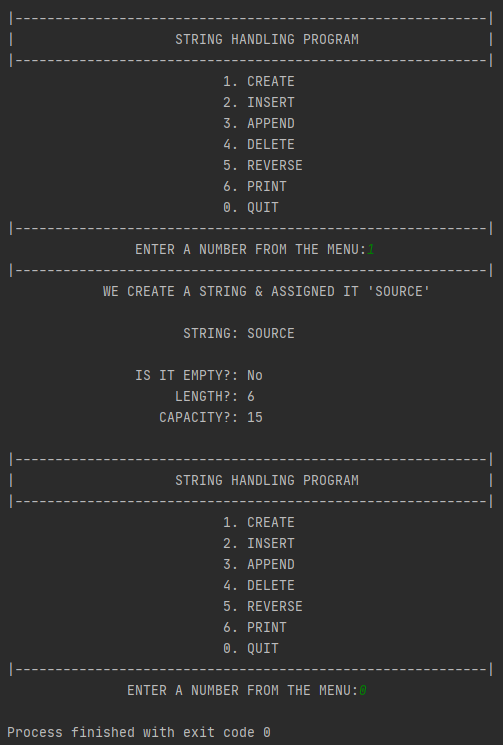 |-----------------------------------------------------------|
| STRING HANDLING PROGRAM |
|-----------------------------------------------------------|
1. CREATE
2. INSERT
3. APPEND
4. DELETE
5. REVERSE
6. PRINT
0. QUIT
|-----------------------------------------------------------|
ENTER A NUMBER FROM THE MENU:1
|-----------------------------------------------------------|
WE CREATE A STRING & ASSIGNED IT 'SOURCE'
STRING: SOURCE
IS IT EMPTY?: No
LENGTH?: 6
CAPACITY?: 15
|-----------------------------------------------------------|
| STRING HANDLING PROGRAM |
|-----------------------------------------------------------|
1. CREATE
2. INSERT
3. APPEND
4. DELETE
5. REVERSE
6. PRINT
0. QUIT
|-----------------------------------------------------------|
ENTER A NUMBER FROM THE MENU:0
Process finished with exit code 0